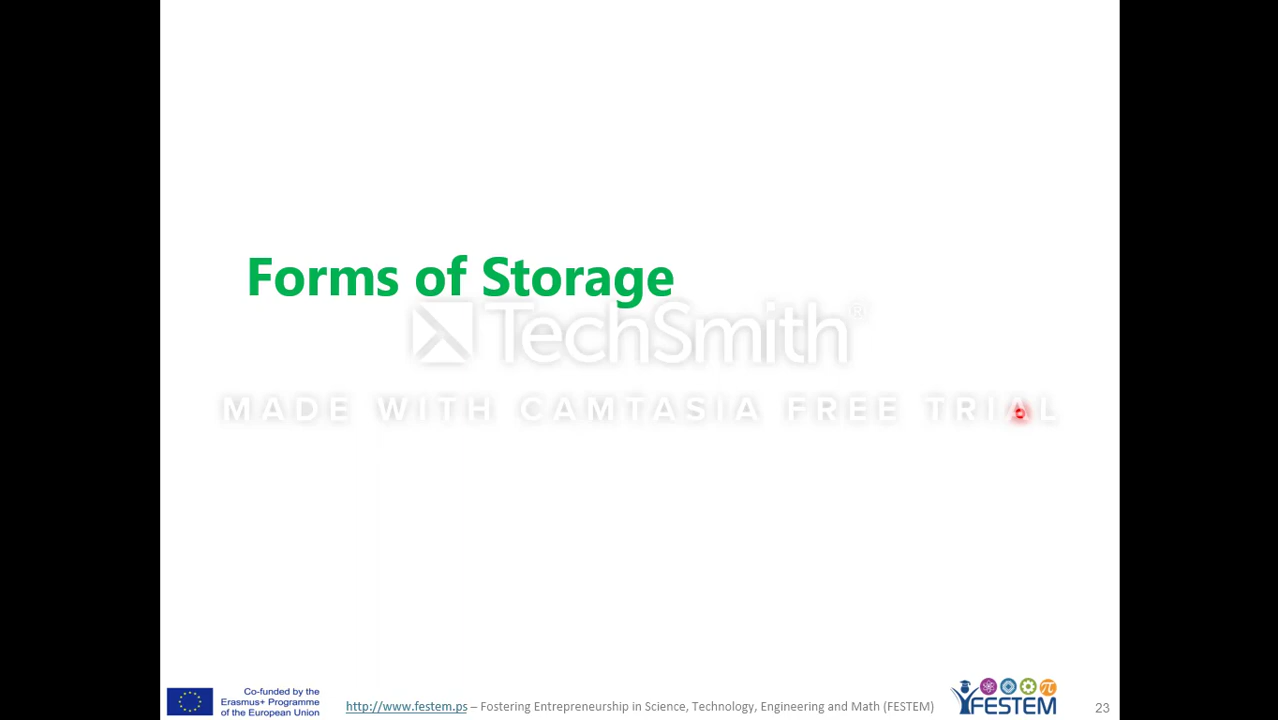 Forms of Storage
TechSmith®
MADE WITH CAMTASIA FREE TRIAL
Co-funded by the
Erasmus+ Programme
of the European Union
http://www.festem.ps – Fostering Entrepreneurship in Science, Technology, Engineering and Math (FESTEM)
FESTEM
23